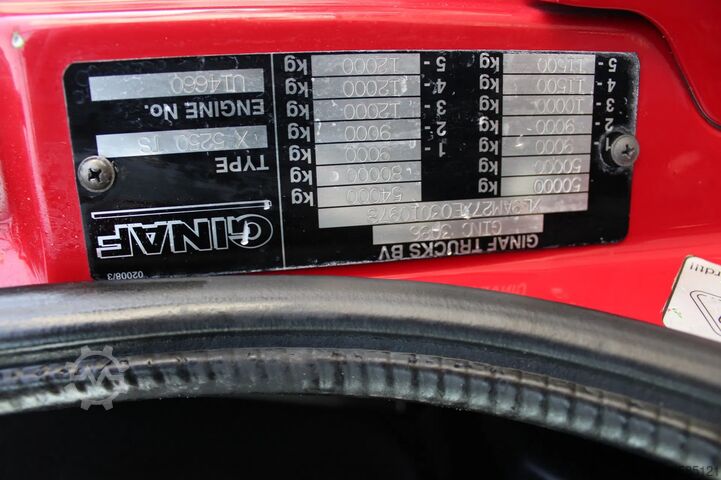 GINAF TRUCKS BV
50000 kg
50000 kg
1 - 9000 kg
2 - 9000 kg
3 - 10000 kg
4 - 11500 kg
5 - 11500 kg
54000 kg
80000 kg
1 - 9000 kg
2 - 9000 kg
3 - 12000 kg
4 - 12000 kg
5 - 12000 kg
02008/3
GINAF
TYPE
X 5250 TS
ENGINE No.
U14660